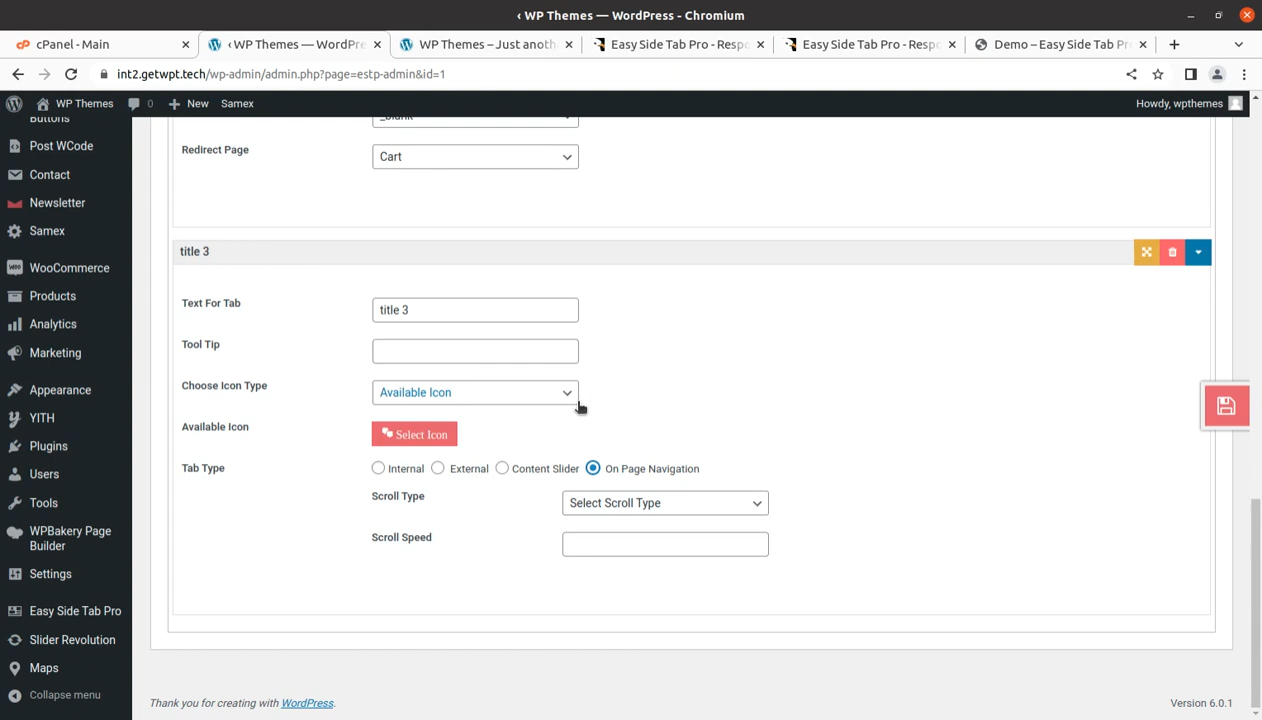 ‹ WP Themes — WordPress - Chromium
cPanel - Main
‹ WP Themes — WordPre
WP Themes – Just anoth
Easy Side Tab Pro - Respo
Easy Side Tab Pro - Respo
Demo – Easy Side Tab Pr
int2.getwpt.tech/wp-admin/admin.php?page=estp-admin&id=1
WP Themes
0
New
Samex
Howdy, wpthemes
Buttons
Post WCode
Contact
Newsletter
Samex
WooCommerce
Products
Analytics
Marketing
Appearance
YITH
Plugins
Users
Tools
WPBakery Page
Builder
Settings
Easy Side Tab Pro
Slider Revolution
Maps
Collapse menu
_blank
Redirect Page
Cart
title 3
Text For Tab
title 3
Tool Tip
Choose Icon Type
Available Icon
Available Icon
Select Icon
Tab Type
Internal
External
Content Slider
On Page Navigation
Scroll Type
Select Scroll Type
Scroll Speed
Thank you for creating with WordPress.
Version 6.0.1